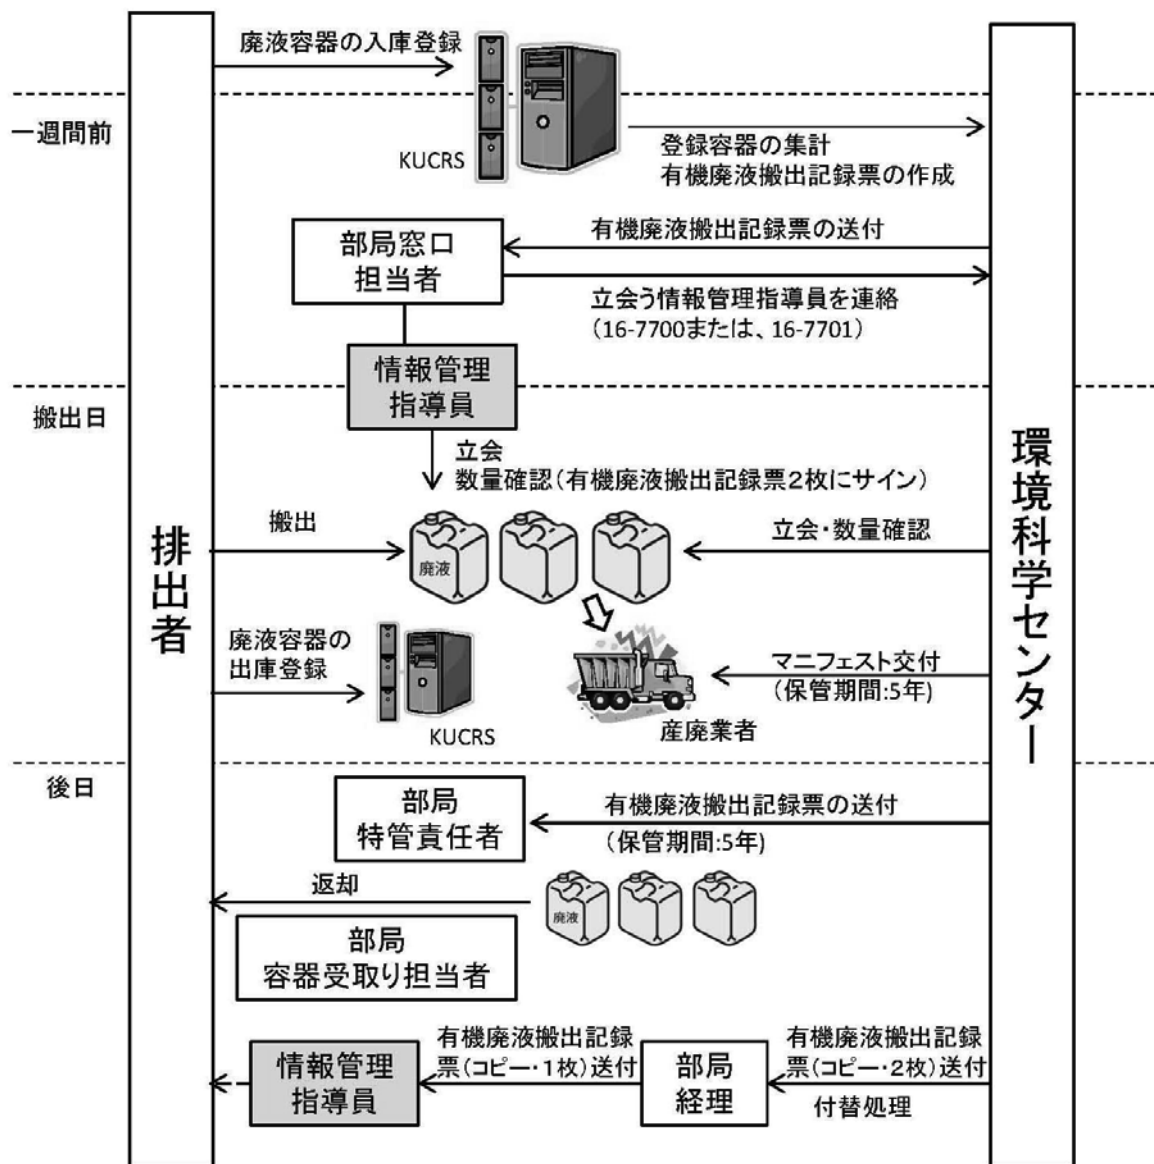 廃液容器の入庫登録
一週間前
KUCRS
登録容器の集計
有機廃液搬出記録票の作成
部局窓口
担当者
有機廃液搬出記録票の送付
立会う情報管理指導員を連絡
（16-7700または、16-7701）
情報管理
指導員
搬出日
立会
数量確認（有機廃液搬出記録票２枚にサイン）
排出者
環境科学センター
搬出
廃液
立会・数量確認
廃液容器の
出庫登録
KUCRS
マニフェスト交付
（保管期間:5年)
産廃業者
後日
部局
特管責任者
有機廃液搬出記録票の送付
（保管期間:5年)
返却
廃液
部局
容器受取り担当者
情報管理
指導員
有機廃液搬出記録
票（コピー・１枚）送付
部局
経理
有機廃液搬出記録
票（コピー・２枚）送付
付替処理